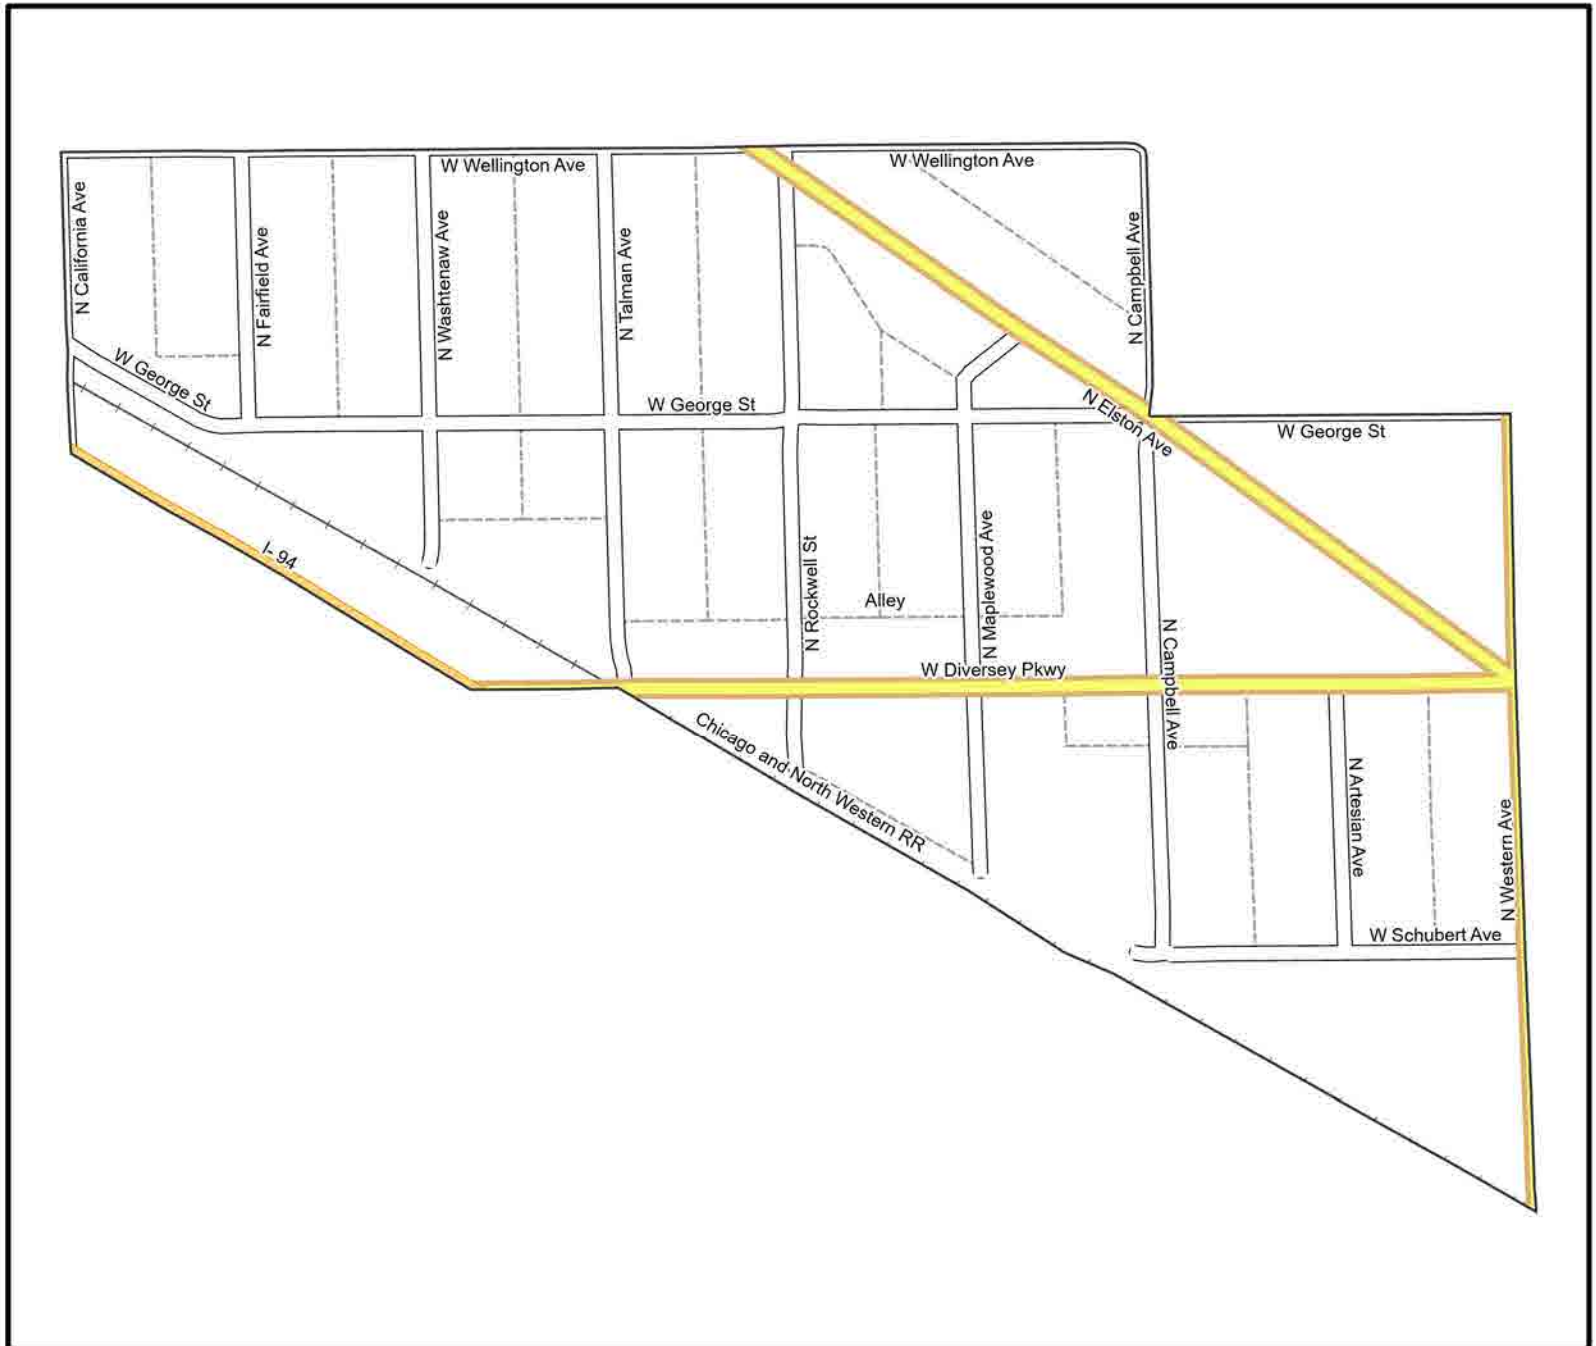 W Wellington Ave
W Wellington Ave
N California Ave
N Fairfield Ave
N Washtenaw Ave
N Talman Ave
N Campbell Ave
W George St
W George St
N Elston Ave
W George St
I- 94
N Rockwell St
Alley
N Maplewood Ave
W Diversey Pkwy
N Campbell Ave
Chicago and North Western RR
N Artesian Ave
N Western Ave
W Schubert Ave